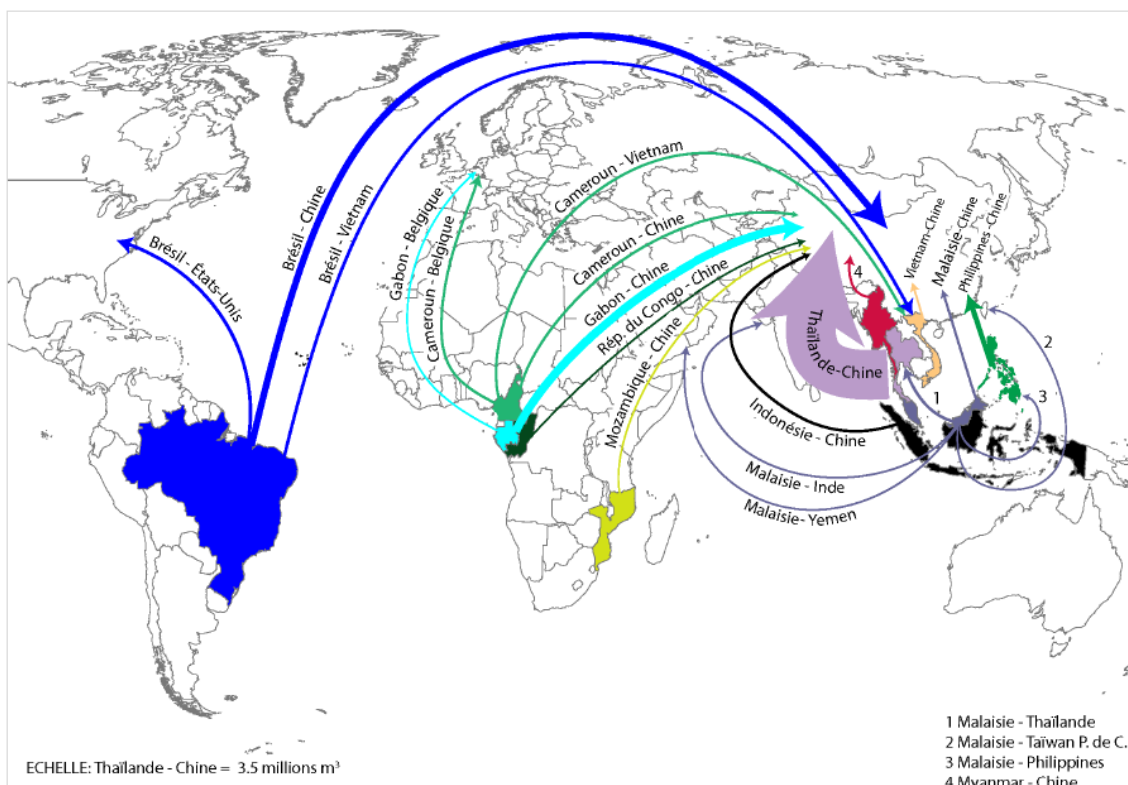 Brésil - États-Unis
Brésil - Chine
Brésil - Vietnam
Gabon - Belgique
Cameroun - Belgique
Cameroun - Vietnam
Cameroun - Chine
Gabon - Chine
Rép. du Congo - Chine
Mozambique - Chine
Indonésie - Chine
Thaïlande-Chine
4
Vietnam-Chine
Malaisie-Chine
Philippines-Chine
2
1
3
Malaisie - Inde
Malaisie- Yemen
1 Malaisie - Thaïlande
2 Malaisie - Taïwan P. de C.
3 Malaisie - Philippines
4 Myanmar - Chine
ECHELLE: Thaïlande - Chine = 3.5 millions m³